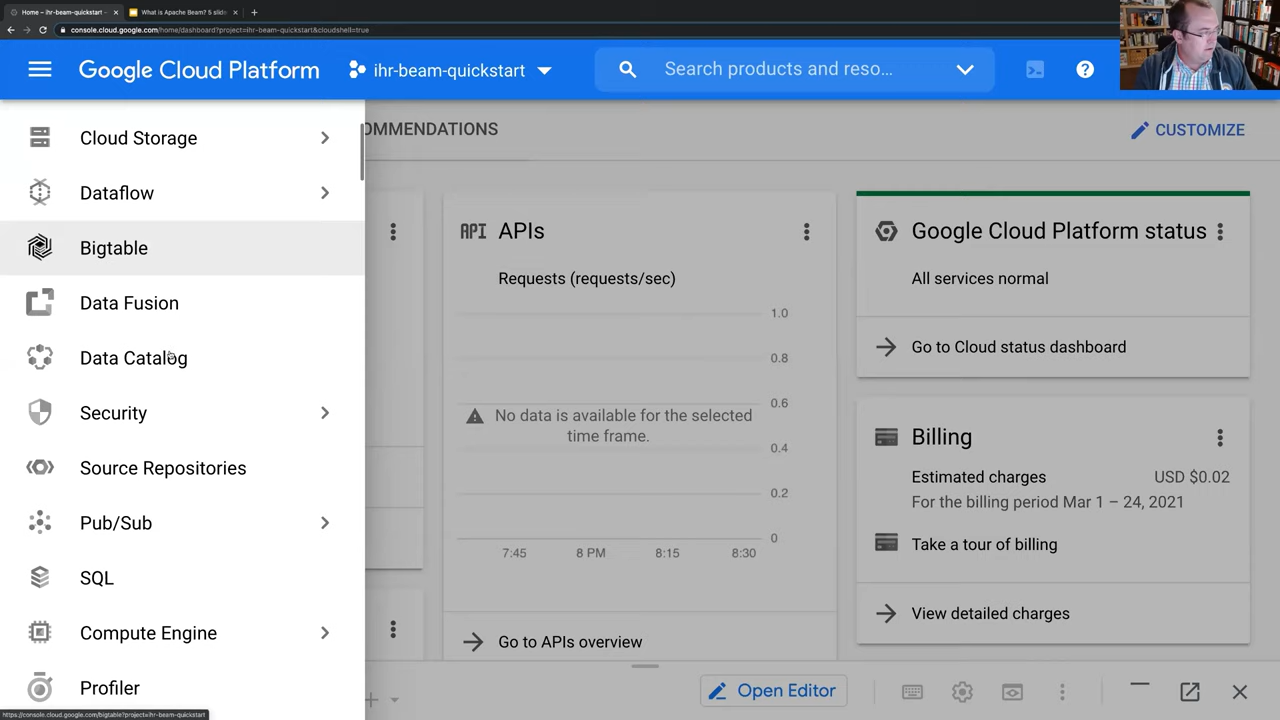 Home – ihr-beam-quickstart
What is Apache Beam? 5 slid
console.cloud.google.com/home/dashboard?project=ihr-beam-quickstart&cloudshell=true
Google Cloud Platform
ihr-beam-quickstart
Search products and reso...
OMMENDATIONS
CUSTOMIZE
Cloud Storage
Dataflow
Bigtable
Data Fusion
Data Catalog
Security
Source Repositories
Pub/Sub
SQL
Compute Engine
Profiler
API
APIs
Requests (requests/sec)
1.0
0.8
0.6
0.4
0.2
0
No data is available for the selected
time frame.
7:45 8 PM 8:15 8:30
Go to APIs overview
Google Cloud Platform status
All services normal
Go to Cloud status dashboard
Billing
Estimated charges USD $0.02
For the billing period Mar 1 – 24, 2021
Take a tour of billing
View detailed charges
Open Editor
https://console.cloud.google.com/bigtable?project=ihr-beam-quickstart